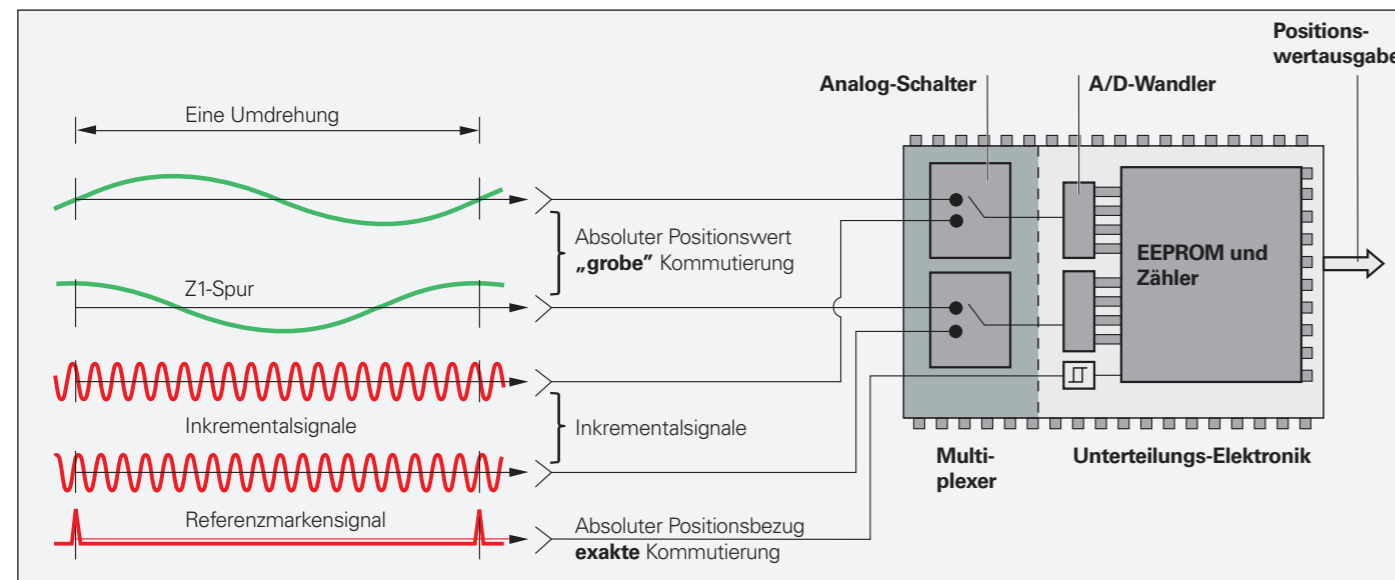 Positions-
wertausgabe
Analog-Schalter
A/D-Wandler
Eine Umdrehung
Absoluter Positionswert
„grobe” Kommutierung
EEPROM und
Zähler
Z1-Spur
Inkrementalsignale
Inkrementalsignale
Multi-
plexer
Unterteilungs-Elektronik
Referenzmarkensignal
Absoluter Positionsbezug
exakte Kommutierung